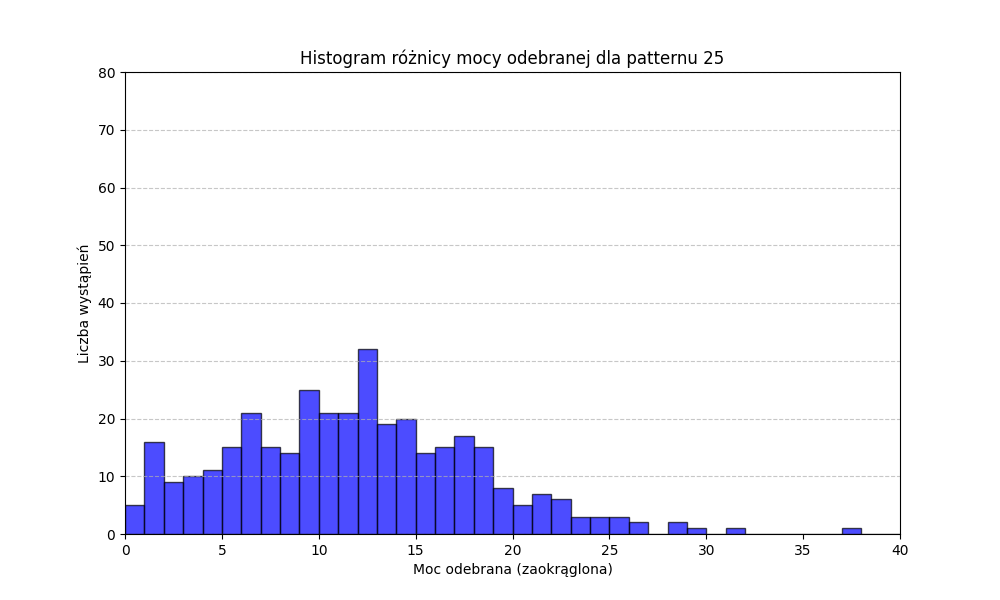 Histogram różnicy mocy odebranej dla patternu 25
80
70
60
50
40
30
20
10
0
Liczba wystąpień
0 5 10 15 20 25 30 35 40
Moc odebrana (zaokrąglona)